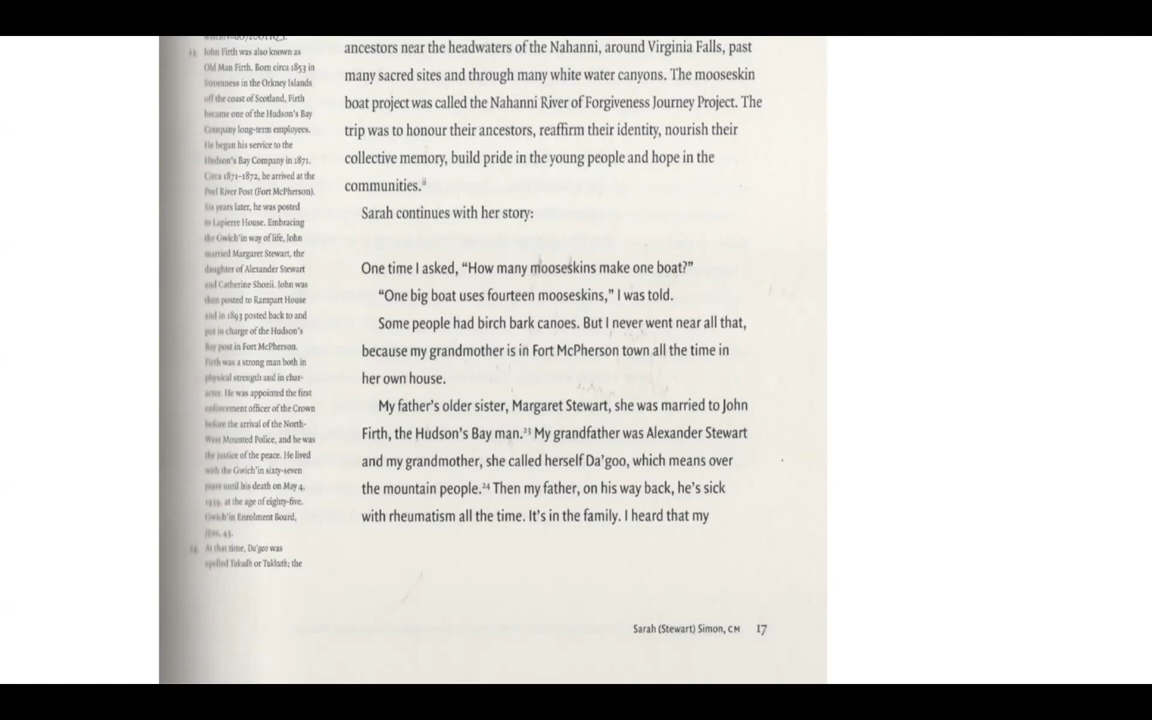 23 John Firth was also known as
Old Man Firth. Born circa 1853 in
Stromness in the Orkney Islands
off the coast of Scotland, Firth
became one of the Hudson's Bay
Company long-term employees.
He began his service to the
Hudson's Bay Company in 1871.
Circa 1871–1872, he arrived at the
Peel River Post (Fort McPherson).
Six years later, he was posted
to Lapierre House. Embracing
the Gwich'in way of life, John
married Margaret Stewart, the
daughter of Alexander Stewart
and Catherine Shozii. John was
then posted to Rampart House
and in 1893 posted back to and
put in charge of the Hudson's
Bay post in Fort McPherson.
Firth was a strong man both in
physical strength and in char-
acter. He was appointed the first
enforcement officer of the Crown
before the arrival of the North-
West Mounted Police, and he was
the justice of the peace. He lived
with the Gwich'in sixty-seven
years until his death on May 4,
1939, at the age of eighty-five.
Gwich'in Enrolment Board,
43.
24 At that time, Da'goo was
spelled Takudh or Tukkuth; the
ancestors near the headwaters of the Nahanni, around Virginia Falls, past
many sacred sites and through many white water canyons. The mooseskin
boat project was called the Nahanni River of Forgiveness Journey Project. The
trip was to honour their ancestors, reaffirm their identity, nourish their
collective memory, build pride in the young people and hope in the
communities.ii
Sarah continues with her story:
One time I asked, "How many mooseskins make one boat?"
"One big boat uses fourteen mooseskins," I was told.
Some people had birch bark canoes. But I never went near all that,
because my grandmother is in Fort McPherson town all the time in
her own house.
My father's older sister, Margaret Stewart, she was married to John
Firth, the Hudson's Bay man.23 My grandfather was Alexander Stewart
and my grandmother, she called herself Da'goo, which means over
the mountain people.24 Then my father, on his way back, he's sick
with rheumatism all the time. It's in the family. I heard that my
Sarah (Stewart) Simon, CM 17